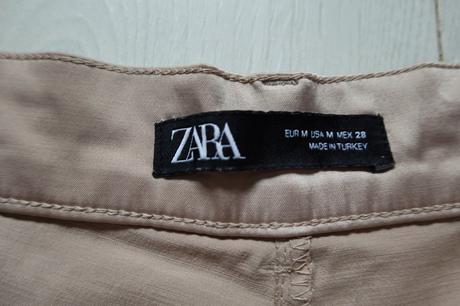 ZARA
EUR M USA M MEX 28
MADE IN TURKEY